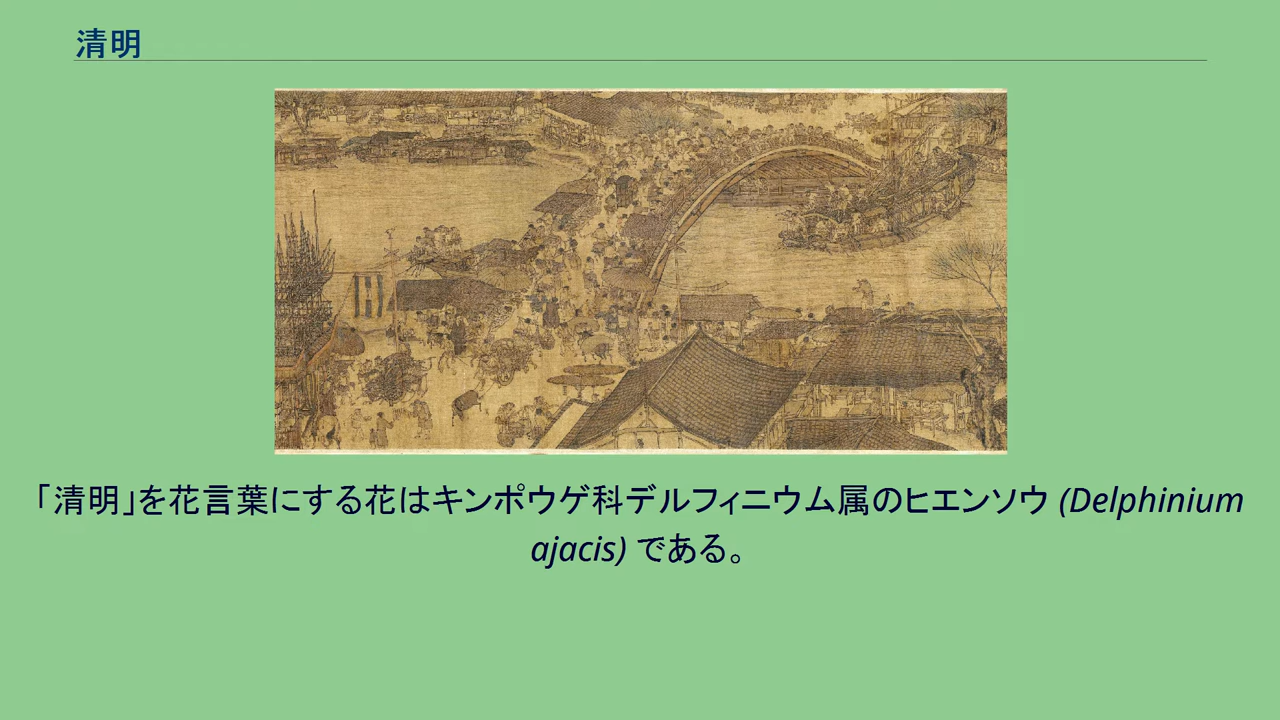 清明
「清明」を花言葉にする花はキンポウゲ科デルフィニウム属のヒエンソウ (Delphinium
ajacis) である。